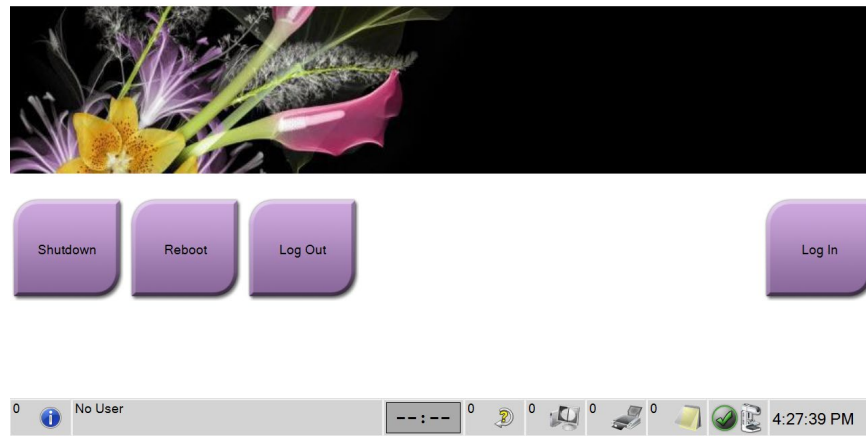 Shutdown
Reboot
Log Out
Log In
0
No User
--:--
0
0
0
0
4:27:39 PM